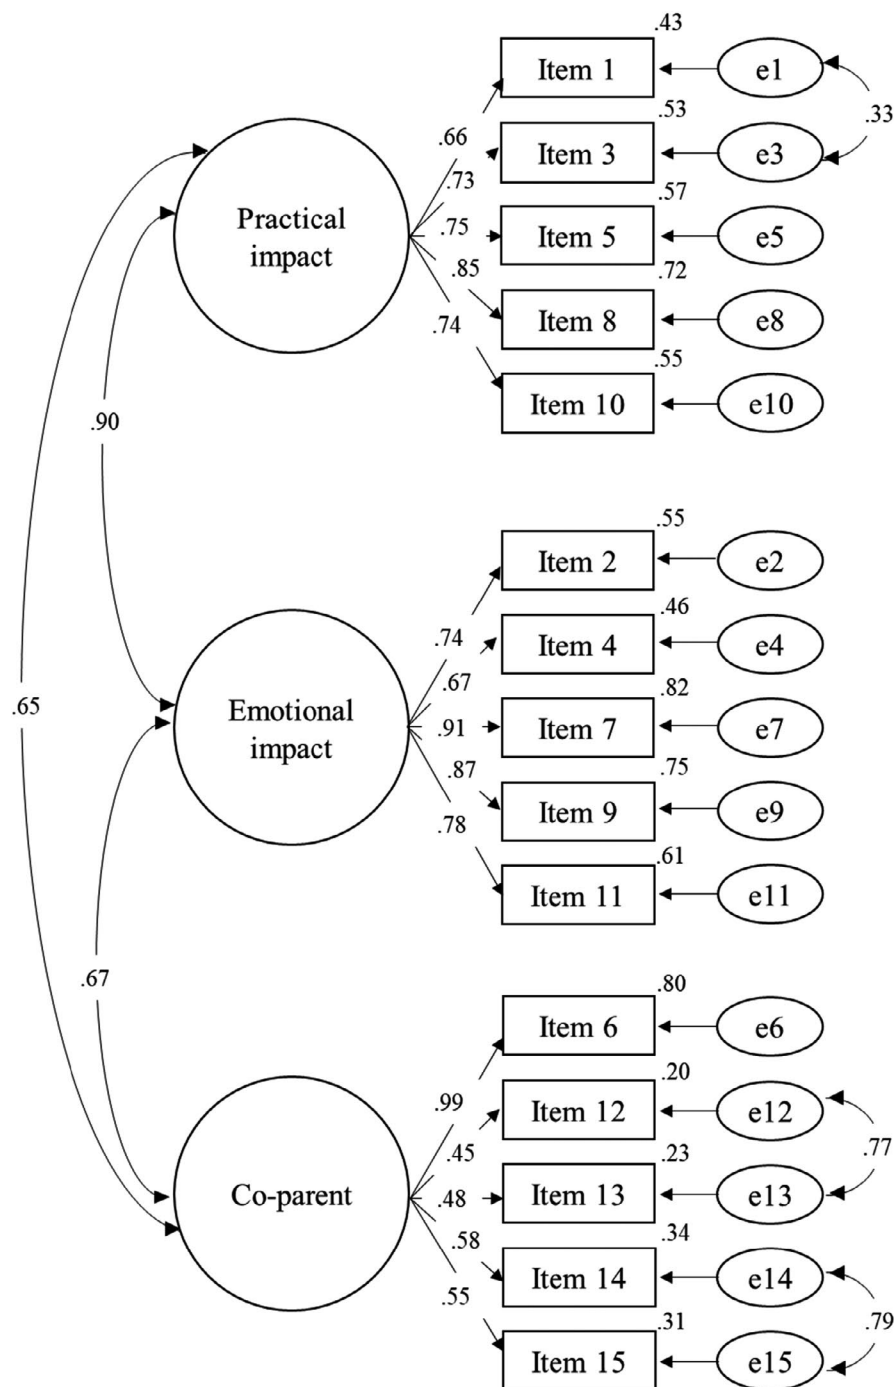 .43
Item 1
e1
.33
.66
.53
Item 3
e3
.73
.57
Practical
impact
.75
Item 5
e5
.85
.72
Item 8
e8
.74
.55
Item 10
e10
.90
.55
Item 2
e2
.74
.46
Item 4
e4
.67
.82
.65
Emotional
impact
.91
Item 7
e7
.87
.75
Item 9
e9
.78
.61
Item 11
e11
.67
.80
Item 6
e6
.99
.20
Item 12
e12
.77
.45
.23
Co-parent
.48
Item 13
e13
.58
.34
Item 14
e14
.79
.55
.31
Item 15
e15